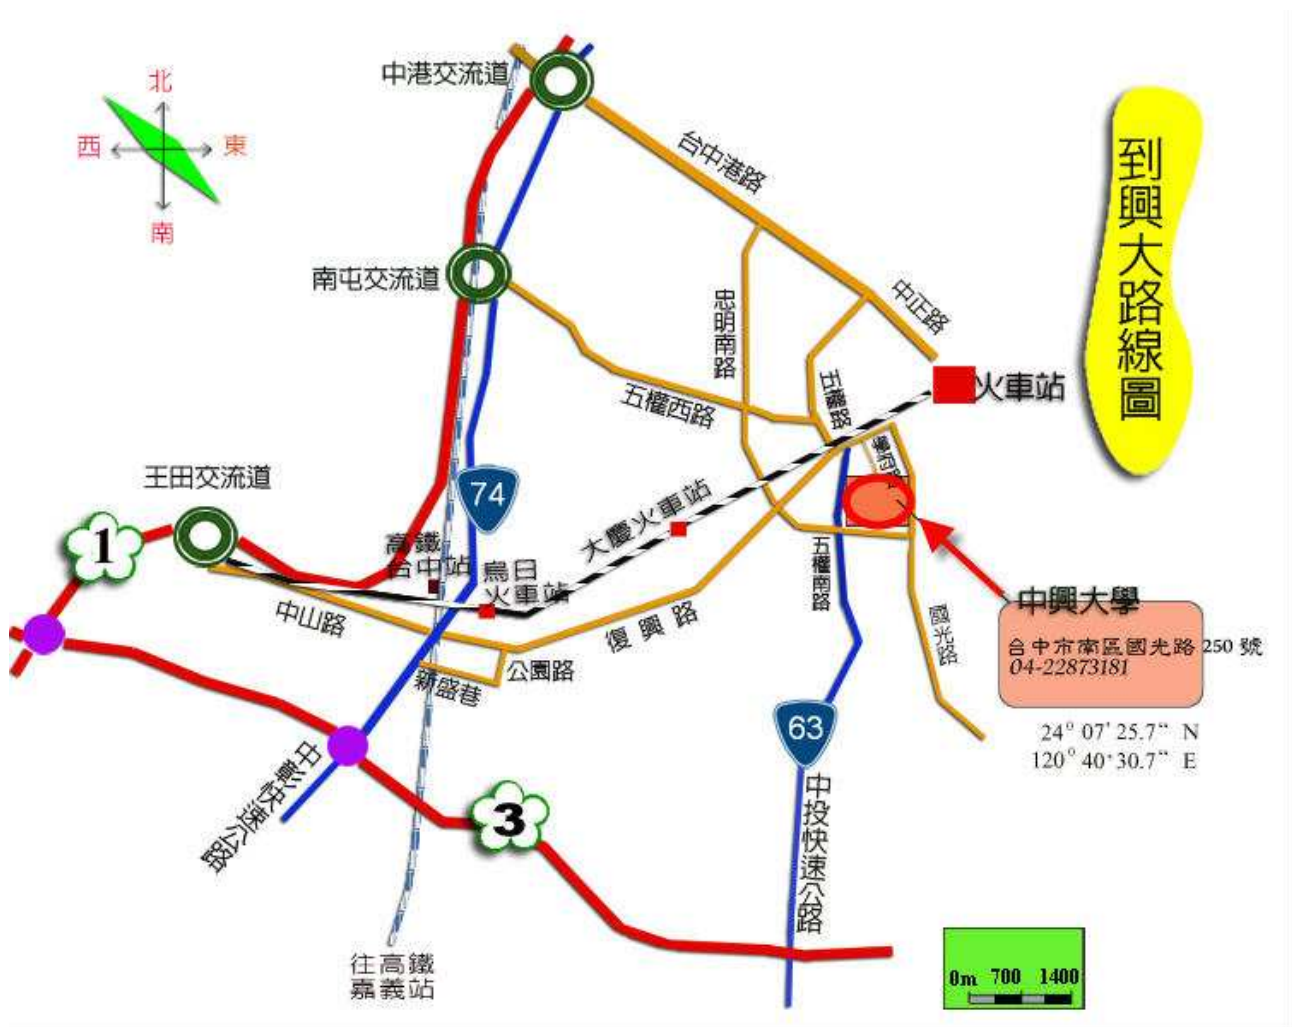 中港交流道
北
西
東
南
台中港路
到興大路線圖
南屯交流道
忠明南路
中正路
五權西路
五權路
火車站
學府路
王田交流道
74
大慶火車站
1
高鐵
台中站
烏日
火車站
五權南路
中山路
復興路
國光路
中興大學
台中市南區國光路250號
04-22873181
公園路
新盛巷
63
24° 07' 25.7“ N
120° 40' 30.7“ E
中彰快速公路
3
中投快速公路
往高鐵
嘉義站
0m 700 1400